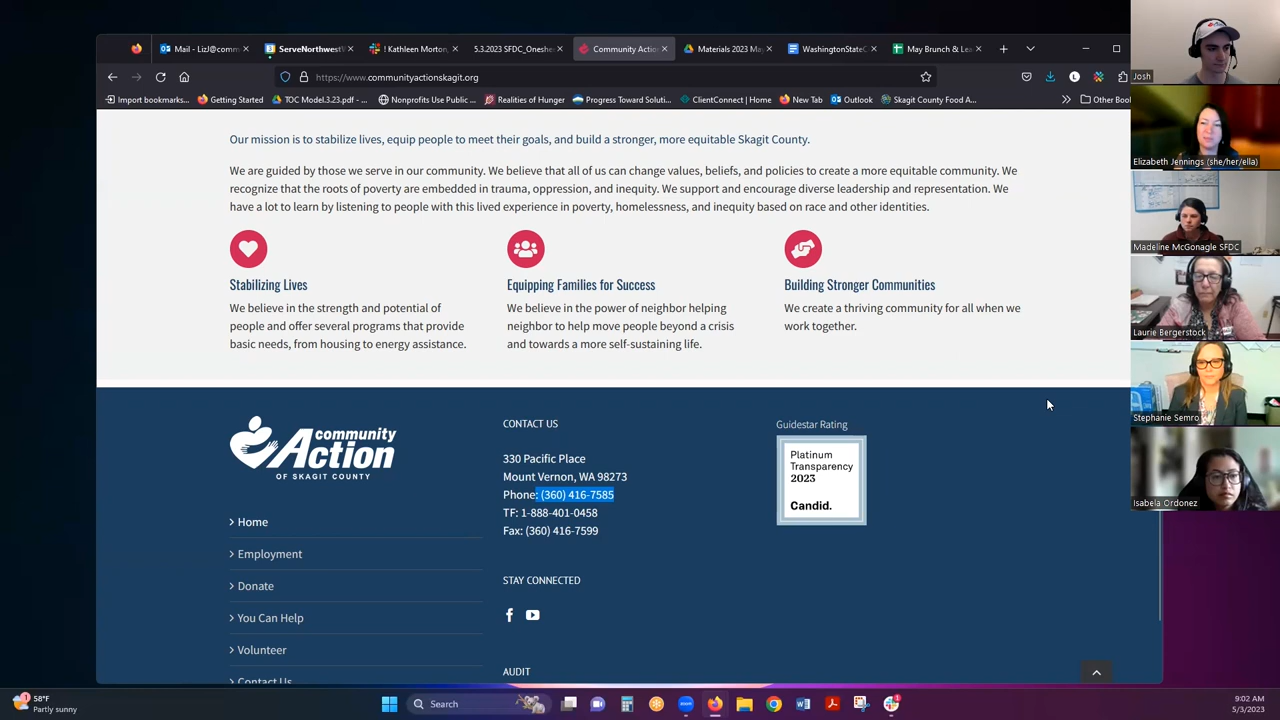 Mail - LizJ@comm
ServeNorthwestW
! Kathleen Morton,
5.3.2023 SFDC_Oneshe
Community Actio
Materials 2023 May
WashingtonStateC
May Brunch & Lea
https://www.communityactionskagit.org
Import bookmarks...
Getting Started
TOC Model.3.23.pdf - ...
Nonprofits Use Public ...
Realities of Hunger
Progress Toward Soluti...
ClientConnect | Home
New Tab
Outlook
Skagit County Food A...
Other Boo
Our mission is to stabilize lives, equip people to meet their goals, and build a stronger, more equitable Skagit County.
We are guided by those we serve in our community. We believe that all of us can change values, beliefs, and policies to create a more equitable community. We
recognize that the roots of poverty are embedded in trauma, oppression, and inequity. We support and encourage diverse leadership and representation. We
have a lot to learn by listening to people with the lived experience in poverty, homelessness, and inequity based on race and other identities.
Stabilizing Lives
We believe in the strength and potential of
people and offer several programs that provide
basic needs, from housing to energy assistance.
Equipping Families for Success
We believe in the power of neighbor helping
neighbor to help move people beyond a crisis
and towards a more self-sustaining life.
Building Stronger Communities
We create a thriving community for all when we
work together.
community
Action
OF SKAGIT COUNTY
Home
Employment
Donate
You Can Help
Volunteer
Contact Us
CONTACT US
330 Pacific Place
Mount Vernon, WA 98273
Phone: (360) 416-7585
TF: 1-888-401-0458
Fax: (360) 416-7599
STAY CONNECTED
AUDIT
Guidestar Rating
Platinum
Transparency
2023
Candid.
Josh
Elizabeth Jennings (she/her/ella)
Madeline McGonagle SFDC
Laurie Bergerstock
Stephanie Semro
Isabela Ordonez
58°F
Partly sunny
Search
9:02 AM
5/3/2023